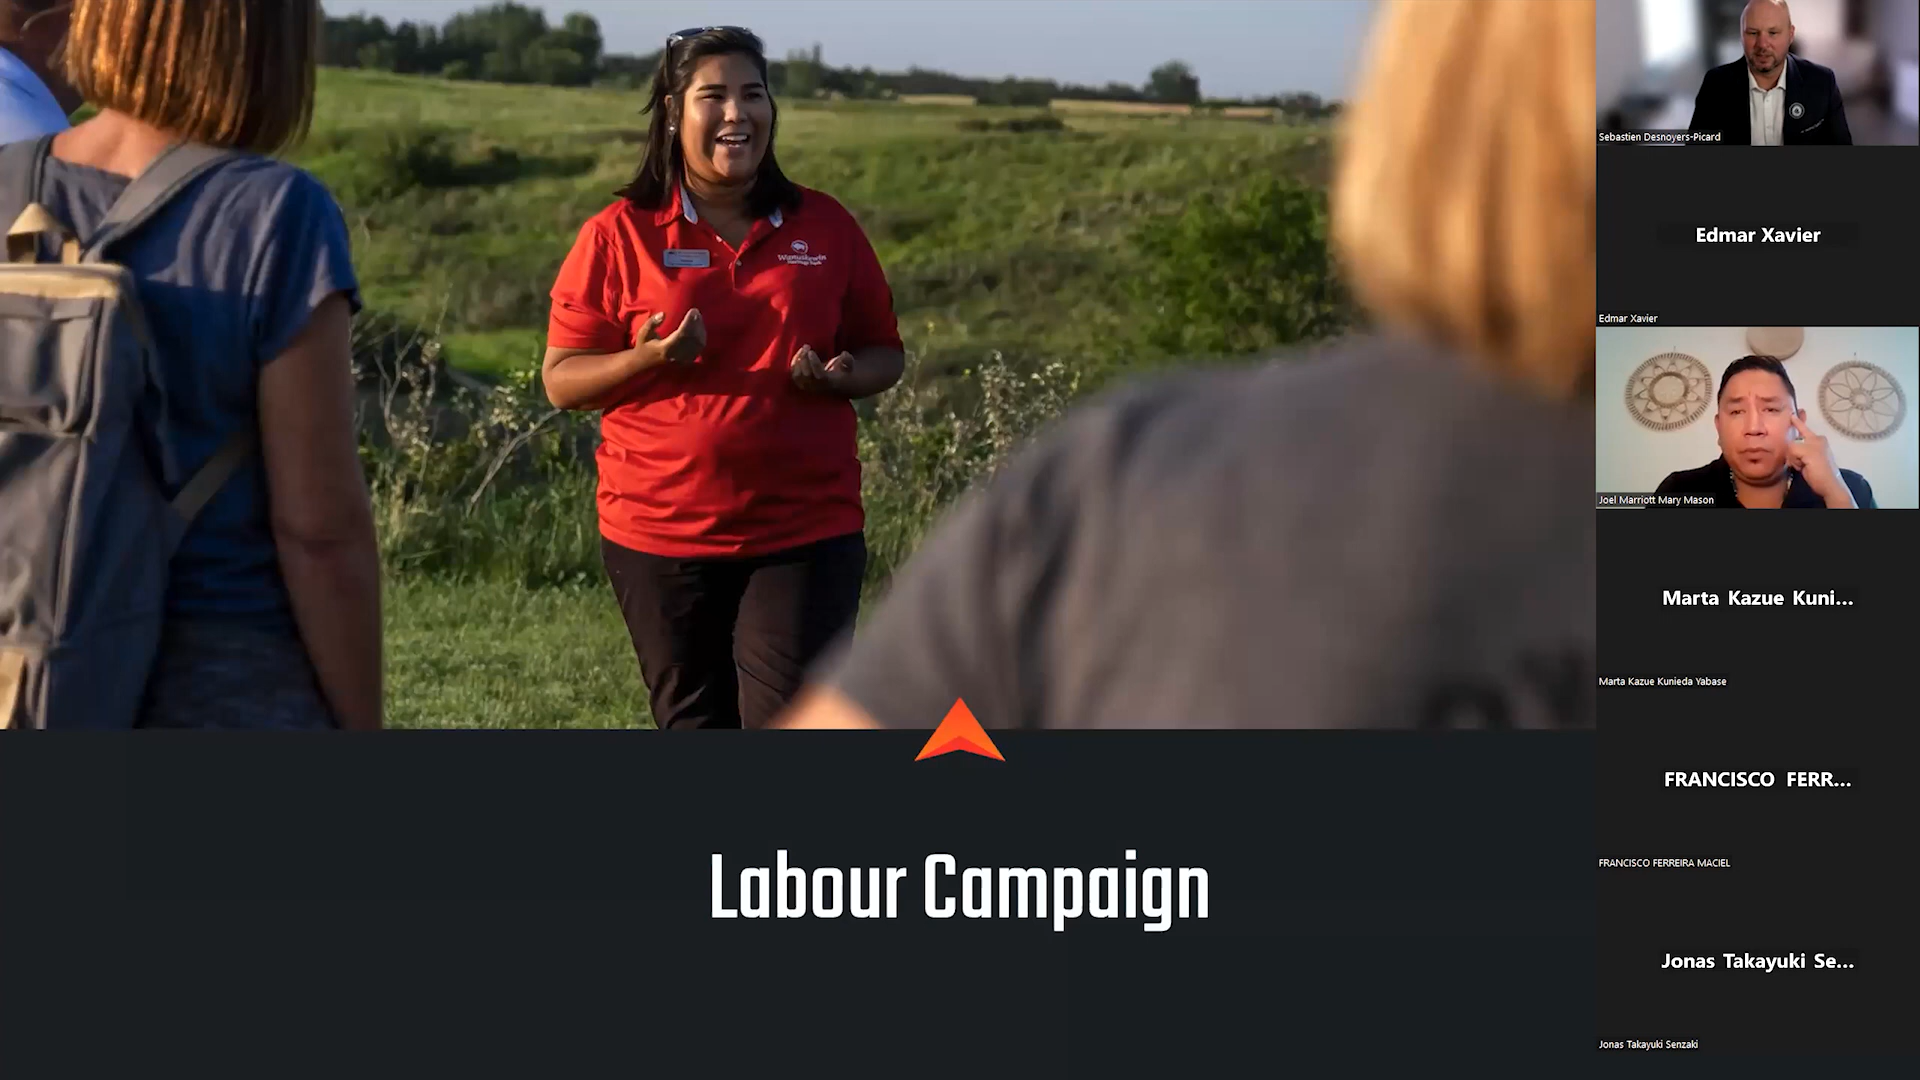 Wanuskewin
Labour Campaign
Sebastien Desnoyers-Picard
Edmar Xavier
Edmar Xavier
Joel Marriott Mary Mason
Marta Kazue Kuni...
Marta Kazue Kunieda Yabase
FRANCISCO FERR...
FRANCISCO FERREIRA MACIEL
Jonas Takayuki Se...
Jonas Takayuki Senzaki